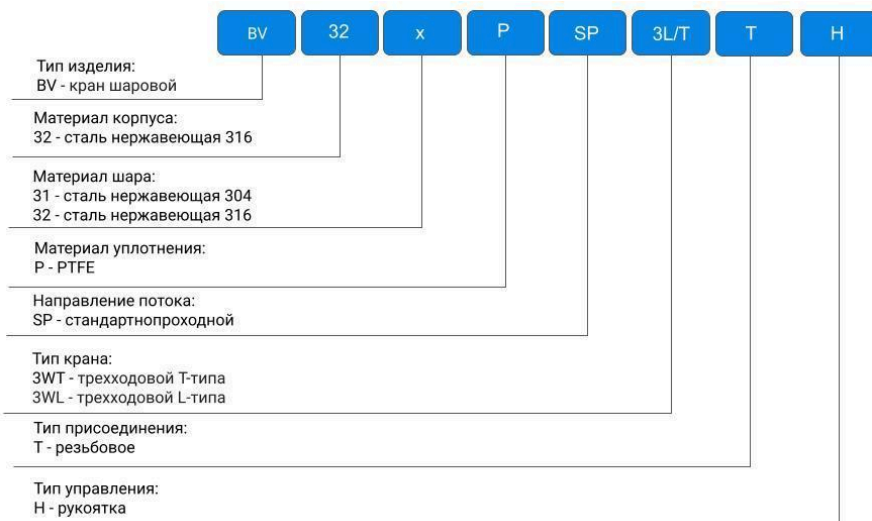 BV 32 x P SP 3L/T T H
Тип изделия:
BV - кран шаровой
Материал корпуса:
32 - сталь нержавеющая 316
Материал шара:
31 - сталь нержавеющая 304
32 - сталь нержавеющая 316
Материал уплотнения:
P - PTFE
Направление потока:
SP - стандартнопроходной
Тип крана:
3WT - трехходовой Т-типа
3WL - трехходовой L-типа
Тип присоединения:
T - резьбовое
Тип управления:
H - рукоятка